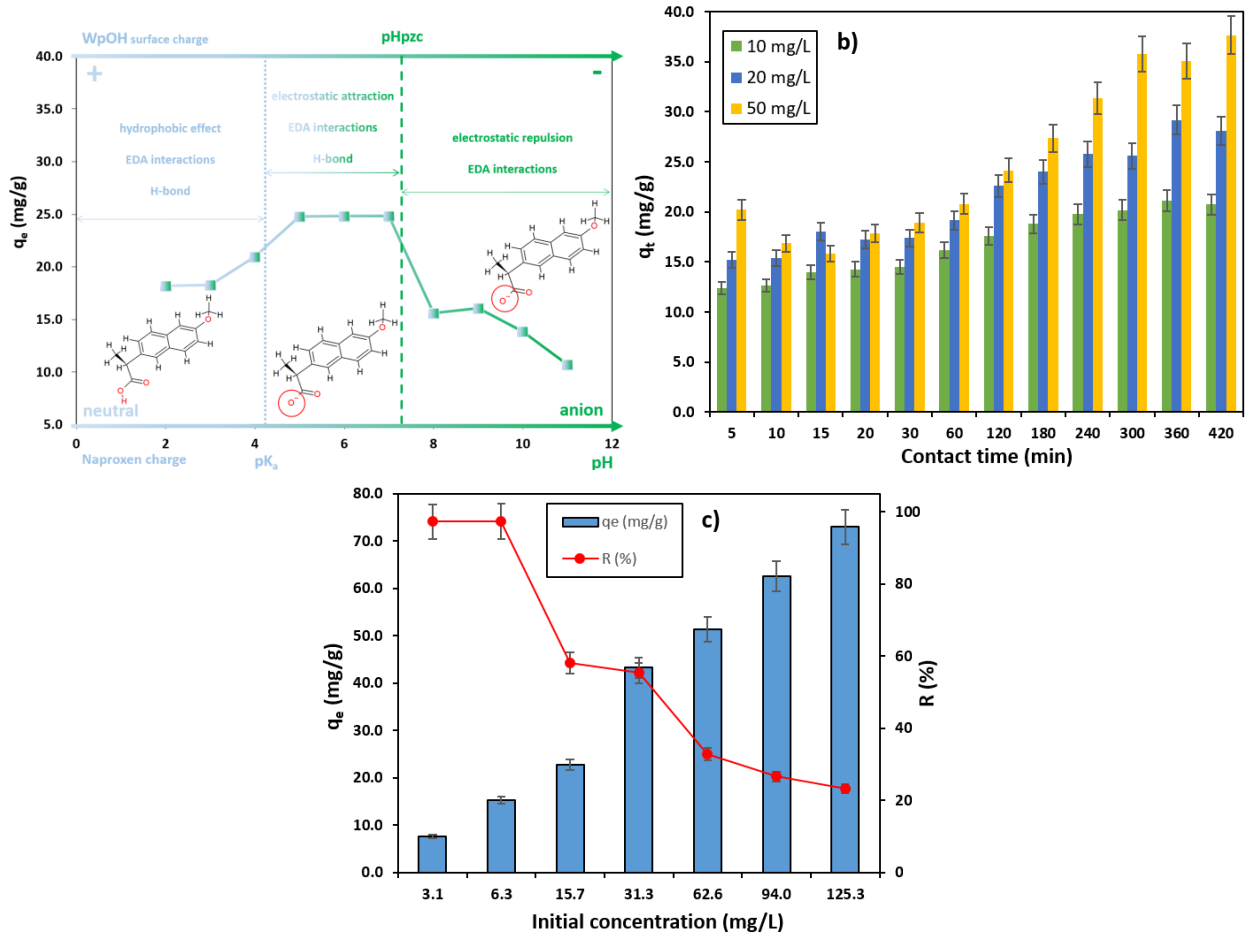 WpOH surface charge
pHpzc
+
-
40.0
35.0
30.0
25.0
20.0
15.0
10.0
5.0
qe (mg/g)
electrostatic attraction
EDA interactions
H-bond
hydrophobic effect
EDA interactions
H-bond
electrostatic repulsion
EDA interactions
H
H C H
O
H
H
H
H
H
H
H3C
H
O
O
H
H
H C H
O
H
H
H
H
H
H
H3C
H
O-
O
H
H C H
O
H
H
H
H
H
H
H3C
H
O-
O
neutral
anion
0 2 4 6 8 10 12
Naproxen charge
pKa
pH
b)
10 mg/L
20 mg/L
50 mg/L
40.0
35.0
30.0
25.0
20.0
15.0
10.0
5.0
0.0
qt (mg/g)
5 10 15 20 30 60 120 180 240 300 360 420
Contact time (min)
c)
qe (mg/g)
R (%)
80.0
70.0
60.0
50.0
40.0
30.0
20.0
10.0
0.0
qe (mg/g)
100
80
60
40
20
0
R (%)
3.1 6.3 15.7 31.3 62.6 94.0 125.3
Initial concentration (mg/L)